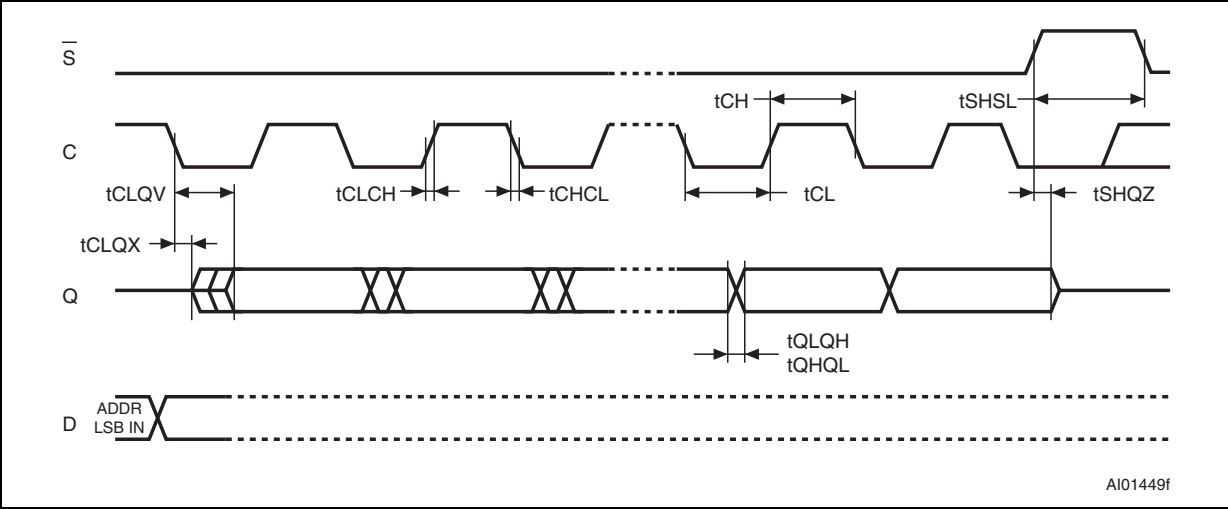 S̅
tCH
tSHSL
C
tCLQV
tCLCH
tCHCL
tCL
tSHQZ
tCLQX
Q
tQLQH
tQHQL
D
ADDR
LSB IN
AI01449f